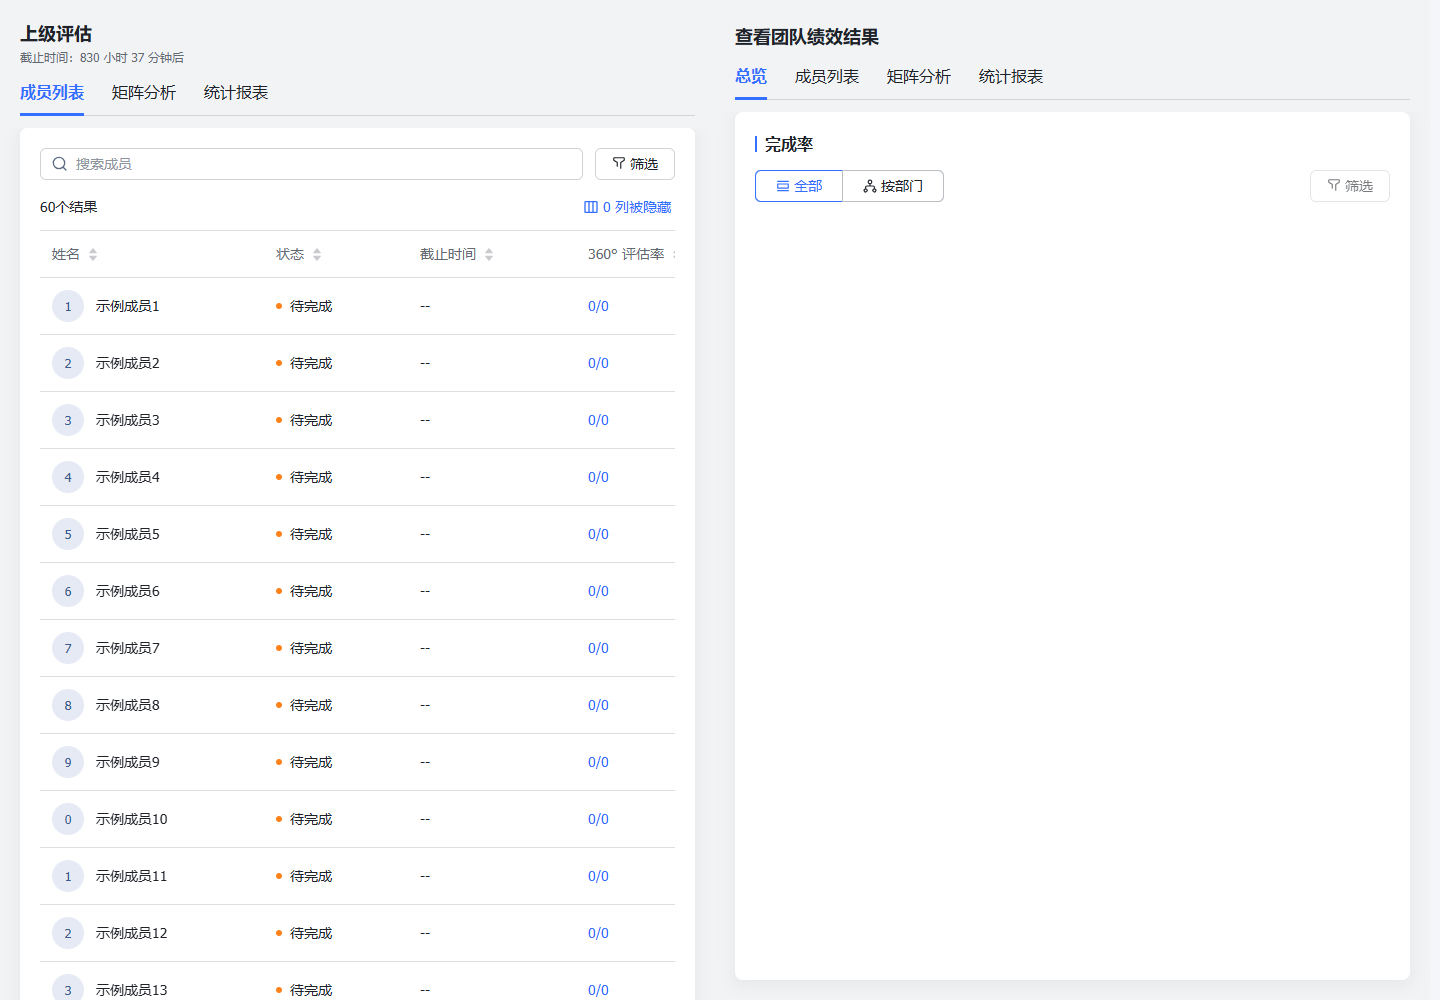 上级评估
截止时间：830 小时 37 分钟后
成员列表 矩阵分析 统计报表
搜索成员 筛选
60个结果 0 列被隐藏
姓名 状态 截止时间 360° 评估率
1 示例成员1 待完成 -- 0/0
2 示例成员2 待完成 -- 0/0
3 示例成员3 待完成 -- 0/0
4 示例成员4 待完成 -- 0/0
5 示例成员5 待完成 -- 0/0
6 示例成员6 待完成 -- 0/0
7 示例成员7 待完成 -- 0/0
8 示例成员8 待完成 -- 0/0
9 示例成员9 待完成 -- 0/0
0 示例成员10 待完成 -- 0/0
1 示例成员11 待完成 -- 0/0
2 示例成员12 待完成 -- 0/0
3 示例成员13 待完成 -- 0/0
查看团队绩效结果
总览 成员列表 矩阵分析 统计报表
完成率
全部 按部门 筛选